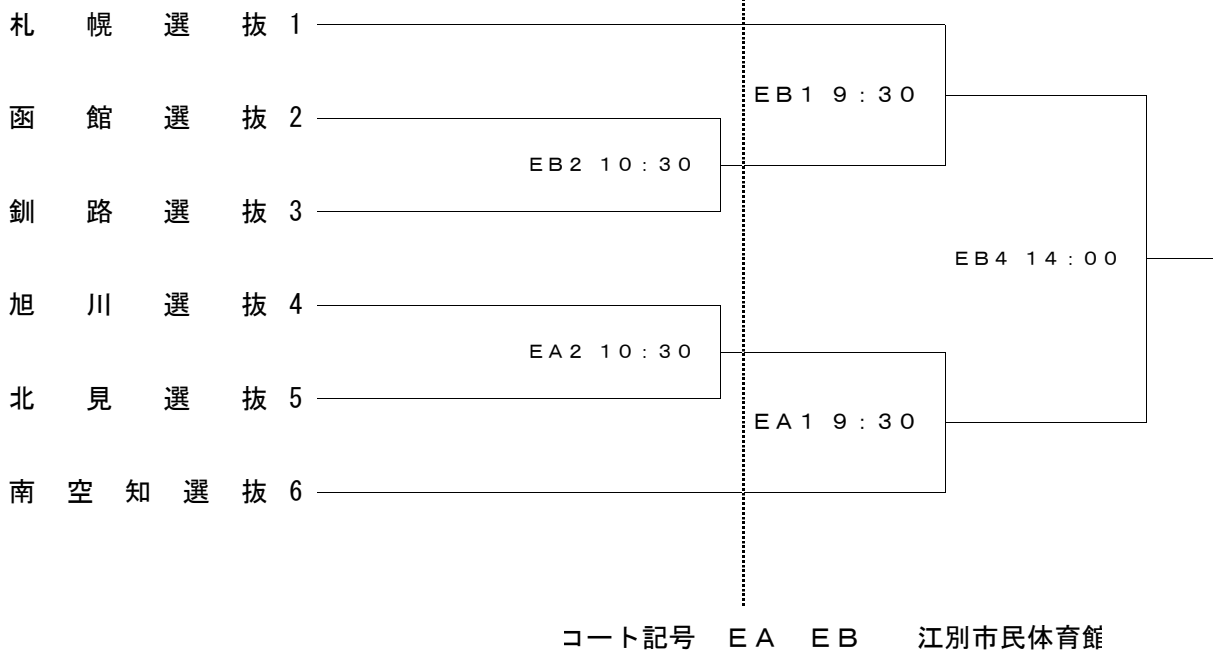 札幌選抜 1
EB1 9:30
函館選抜 2
EB2 10:30
釧路選抜 3
EB4 14:00
旭川選抜 4
EA2 10:30
北見選抜 5
EA1 9:30
南空知選抜 6
コート記号 EA EB 江別市民体育館